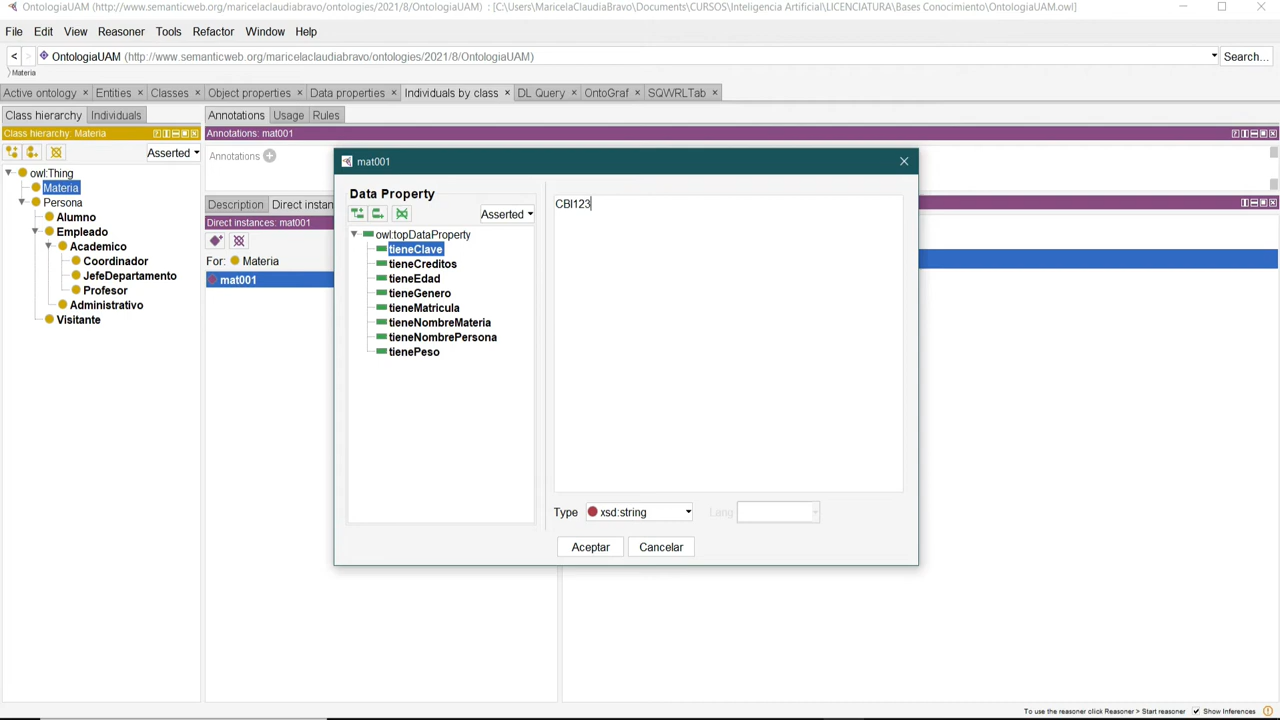 OntologiaUAM (http://www.semanticweb.org/maricelaclaudiabravo/ontologies/2021/8/OntologiaUAM) : [C:\Users\MaricelaClaudiaBravo\Documents\CURSOS\Inteligencia Artificial\LICENCIATURA\Bases Conocimiento\OntologiaUAM.owl]
File Edit View Reasoner Tools Refactor Window Help
< > OntologiaUAM (http://www.semanticweb.org/maricelaclaudiabravo/ontologies/2021/8/OntologiaUAM) Search...
Materia
Active ontology × Entities × Classes × Object properties × Data properties × Individuals by class × DL Query × OntoGraf × SQWRLTab ×
Class hierarchy Individuals
Annotations Usage Rules
Class hierarchy: Materia
Annotations: mat001
Asserted
Annotations
owl:Thing
Materia
Persona
Alumno
Empleado
Academico
Coordinador
JefeDepartamento
Profesor
Administrativo
Visitante
Description Direct instan
Direct instances: mat001
For: Materia
mat001
mat001
Data Property
Asserted
owl:topDataProperty
tieneClave
tieneCreditos
tieneEdad
tieneGenero
tieneMatricula
tieneNombreMateria
tieneNombrePersona
tienePeso
CBI123
Type xsd:string Lang
Aceptar Cancelar
To use the reasoner click Reasoner > Start reasoner Show Inferences